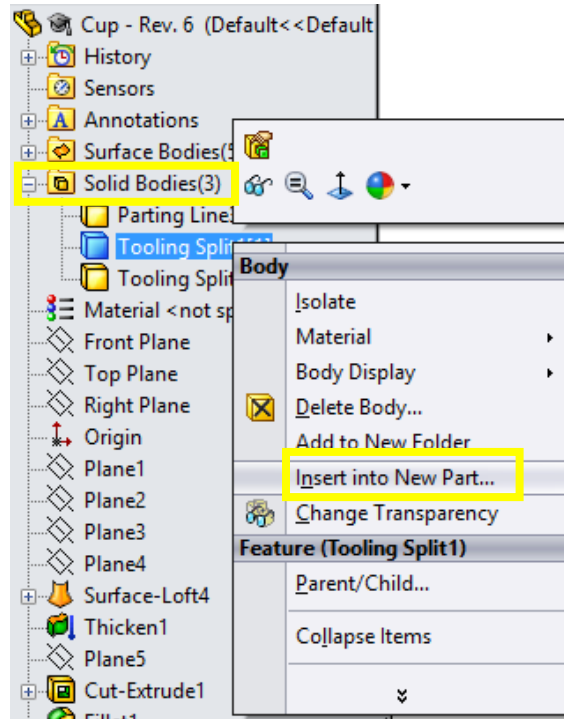 Cup - Rev. 6 (Default<<Default
History
Sensors
Annotations
Surface Bodies(
Solid Bodies(3)
Parting Line
Tooling Split
Tooling Split
Material <not sp
Front Plane
Top Plane
Right Plane
Origin
Plane1
Plane2
Plane3
Plane4
Surface-Loft4
Thicken1
Plane5
Cut-Extrude1
Body
Isolate
Material
Body Display
Delete Body...
Add to New Folder
Insert into New Part...
Change Transparency
Feature (Tooling Split1)
Parent/Child...
Collapse Items